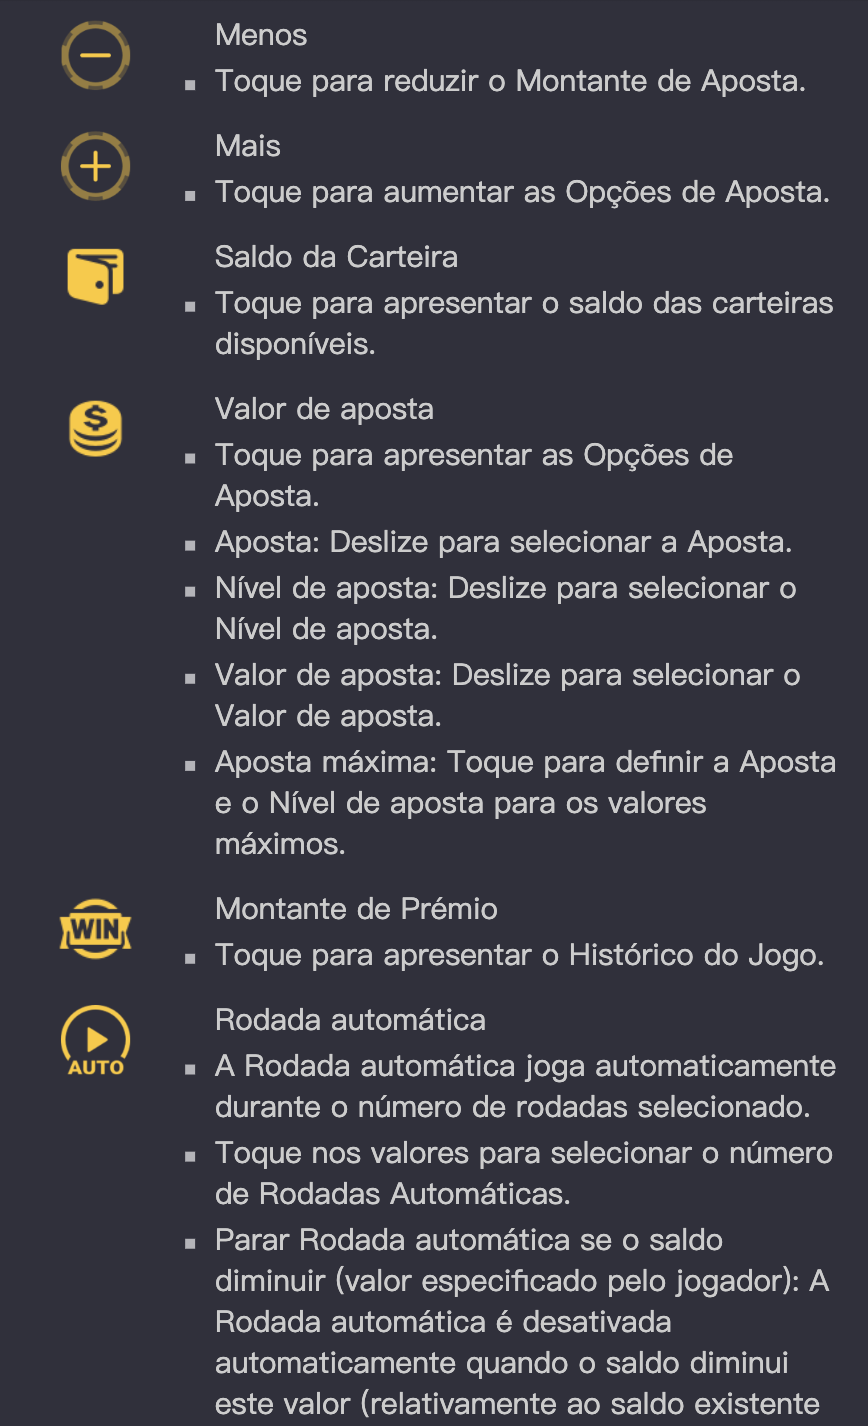 Menos
▪ Toque para reduzir o Montante de Aposta.
Mais
▪ Toque para aumentar as Opções de Aposta.
Saldo da Carteira
▪ Toque para apresentar o saldo das carteiras
disponíveis.
$
Valor de aposta
▪ Toque para apresentar as Opções de
Aposta.
▪ Aposta: Deslize para selecionar a Aposta.
▪ Nível de aposta: Deslize para selecionar o
Nível de aposta.
▪ Valor de aposta: Deslize para selecionar o
Valor de aposta.
▪ Aposta máxima: Toque para definir a Aposta
e o Nível de aposta para os valores
máximos.
WIN
Montante de Prémio
▪ Toque para apresentar o Histórico do Jogo.
AUTO
Rodada automática
▪ A Rodada automática joga automaticamente
durante o número de rodadas selecionado.
▪ Toque nos valores para selecionar o número
de Rodadas Automáticas.
▪ Parar Rodada automática se o saldo
diminuir (valor especificado pelo jogador): A
Rodada automática é desativada
automaticamente quando o saldo diminui
este valor (relativamente ao saldo existente